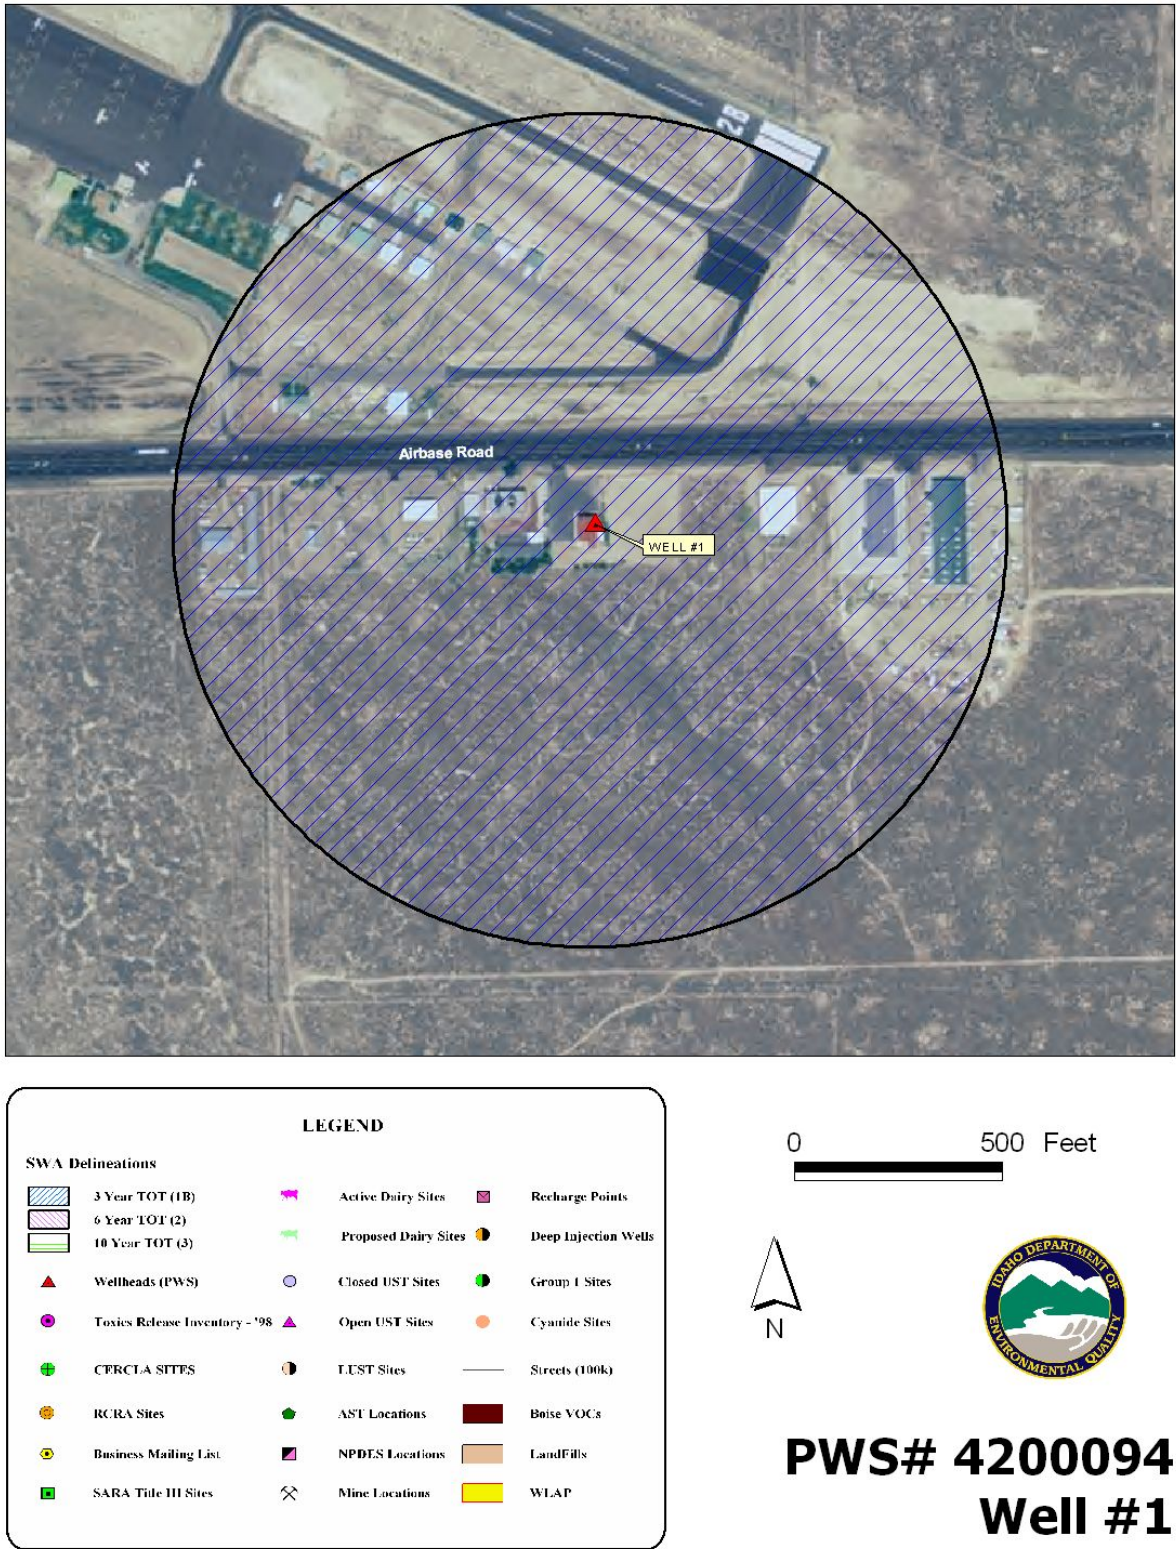 28
Airbase Road
WELL #1
LEGEND
SWA Delineations
3 Year TOT (1B)
6 Year TOT (2)
10 Year TOT (3)
Wellheads (PWS)
Toxics Release Inventory - '98
CERCLA SITES
RCRA Sites
Business Mailing List
SARA Title III Sites
Active Dairy Sites
Proposed Dairy Sites
Closed UST Sites
Open UST Sites
LUST Sites
AST Locations
NPDES Locations
Mine Locations
Recharge Points
Deep Injection Wells
Group 1 Sites
Cyanide Sites
Streets (100k)
Boise VOCs
LandFills
WLAP
0 500 Feet
N
IDAHO DEPARTMENT OF
ENVIRONMENTAL QUALITY
PWS# 4200094
Well #1